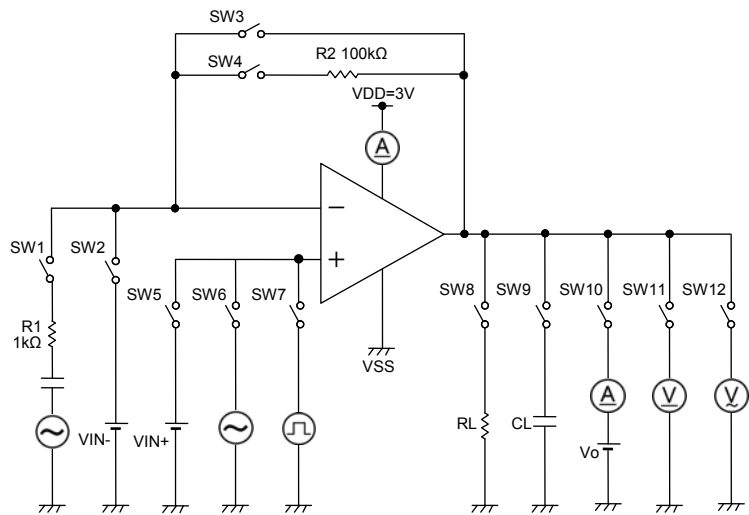 SW3
SW4
R2 100kΩ
VDD=3V
A
SW1
SW2
SW5
SW6
SW7
SW8
SW9
SW10
SW11
SW12
R1
1kΩ
VSS
VIN-
VIN+
RL
CL
A
V
V
Vo